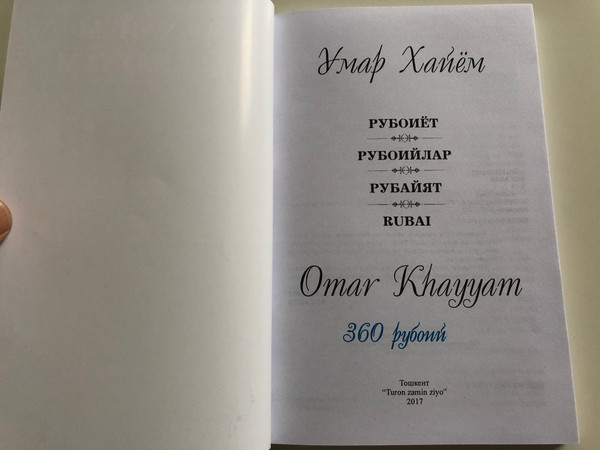 Умар Хайём
РУБОИЁТ
РУБОИЙЛАР
РУБАЙЯТ
RUBAI
Omar Khayyam
360 рубоий
Тошкент
“Turon zamin ziyo”
2017